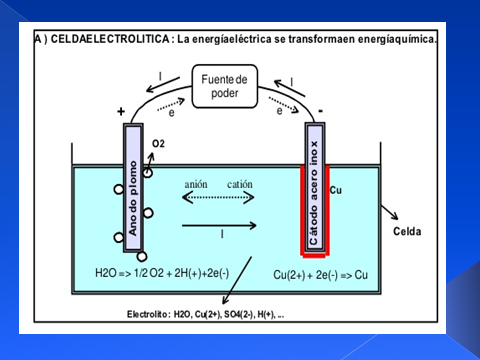 A ) CELDAELECTROLITICA : La energíaeléctrica se transformaen energíaquímica.
Fuente de
poder
I
I
+
e
e
-
O2
Anodo plomo
anión
catión
I
Cátodo acero inox
Cu
Celda
H2O => 1/2 O2 + 2H(+)+2e(-)
Cu(2+) + 2e(-) => Cu
Electrolito : H2O, Cu(2+), SO4(2-), H(+), ...